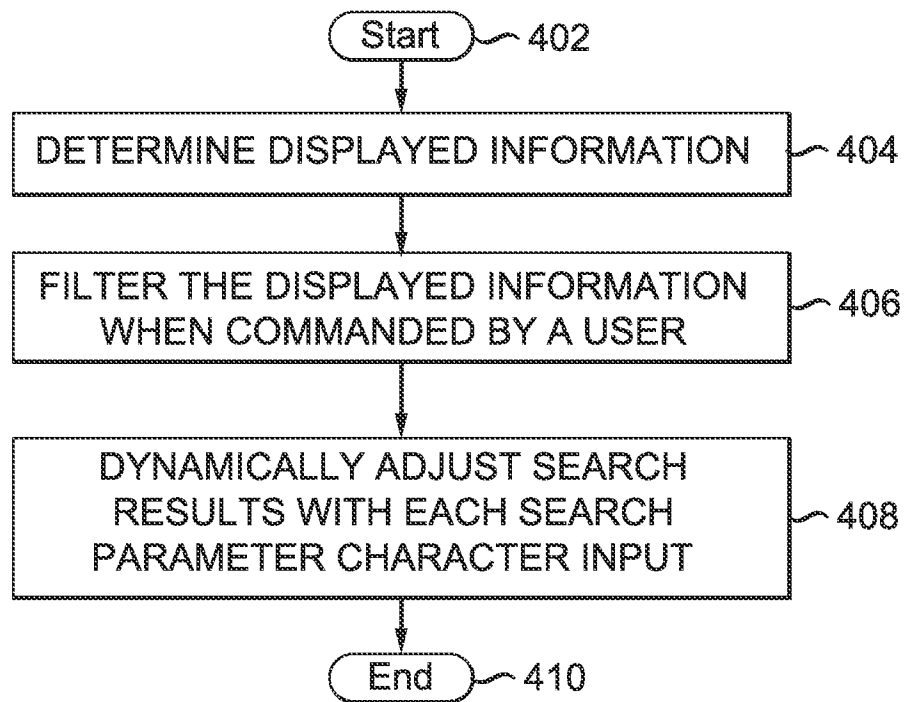 Start 402
DETERMINE DISPLAYED INFORMATION 404
FILTER THE DISPLAYED INFORMATION
WHEN COMMANDED BY A USER
406
DYNAMICALLY ADJUST SEARCH
RESULTS WITH EACH SEARCH
PARAMETER CHARACTER INPUT
408
End 410